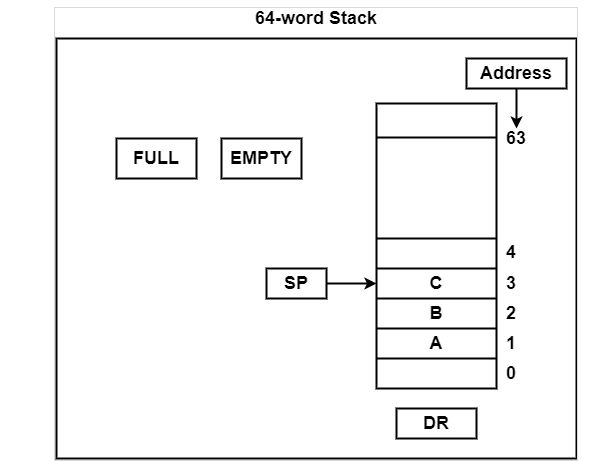 64-word Stack
Address
63
FULL
EMPTY
4
SP
C
3
B
2
A
1
0
DR